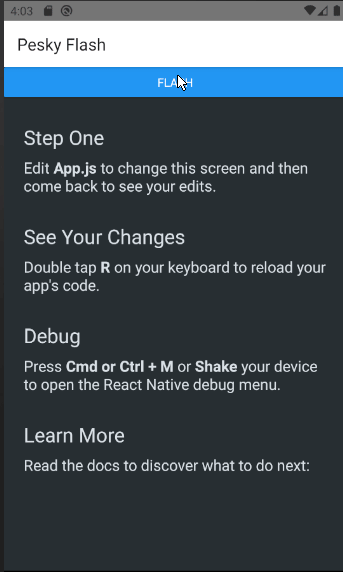 4:03
Pesky Flash
FLASH
Step One
Edit App.js to change this screen and then
come back to see your edits.
See Your Changes
Double tap R on your keyboard to reload your
app's code.
Debug
Press Cmd or Ctrl + M or Shake your device
to open the React Native debug menu.
Learn More
Read the docs to discover what to do next: